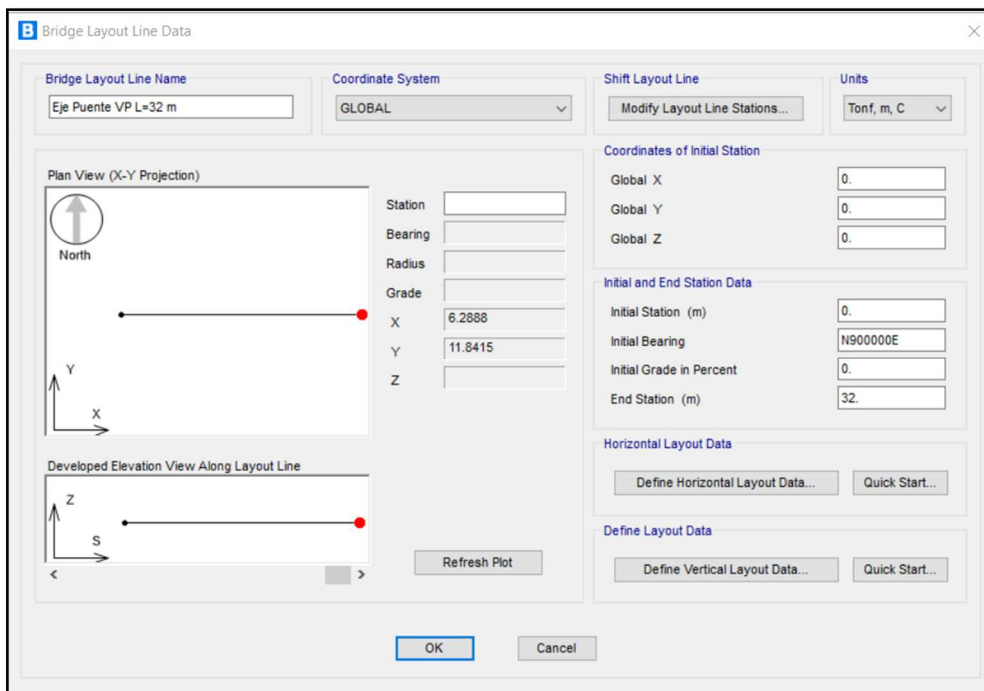 B Bridge Layout Line Data
Bridge Layout Line Name
Eje Puente VP L=32 m
Coordinate System
GLOBAL
Shift Layout Line
Modify Layout Line Stations...
Units
Tonf, m, C
Plan View (X-Y Projection)
North
Y
X
Station
Bearing
Radius
Grade
X 6.2888
Y 11.8415
Z
Developed Elevation View Along Layout Line
Z
S
Refresh Plot
Coordinates of Initial Station
Global X 0.
Global Y 0.
Global Z 0.
Initial and End Station Data
Initial Station (m) 0.
Initial Bearing N900000E
Initial Grade in Percent 0.
End Station (m) 32.
Horizontal Layout Data
Define Horizontal Layout Data... Quick Start...
Define Layout Data
Define Vertical Layout Data... Quick Start...
OK Cancel